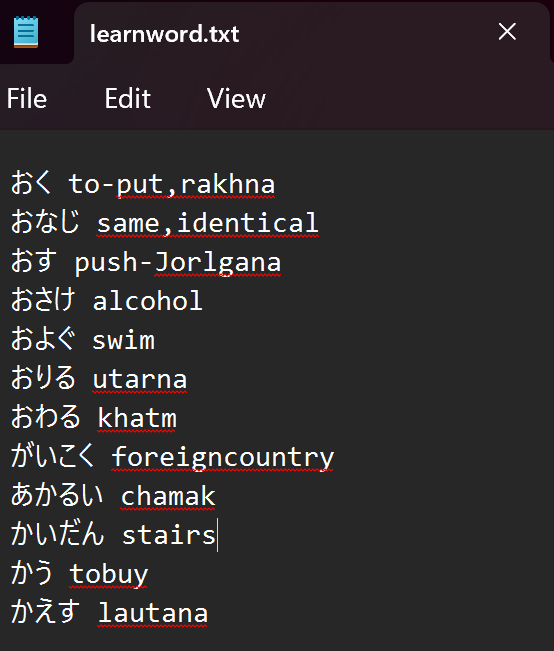 learnword.txt
File Edit View
おく to-put,rakhna
おなじ same,identical
おす push-Jorlgana
おさけ alcohol
およぐ swim
おりる utarna
おわる khatm
がいこく foreigncountry
あかるい chamak
かいだん stairs
かう tobuy
かえす lautana